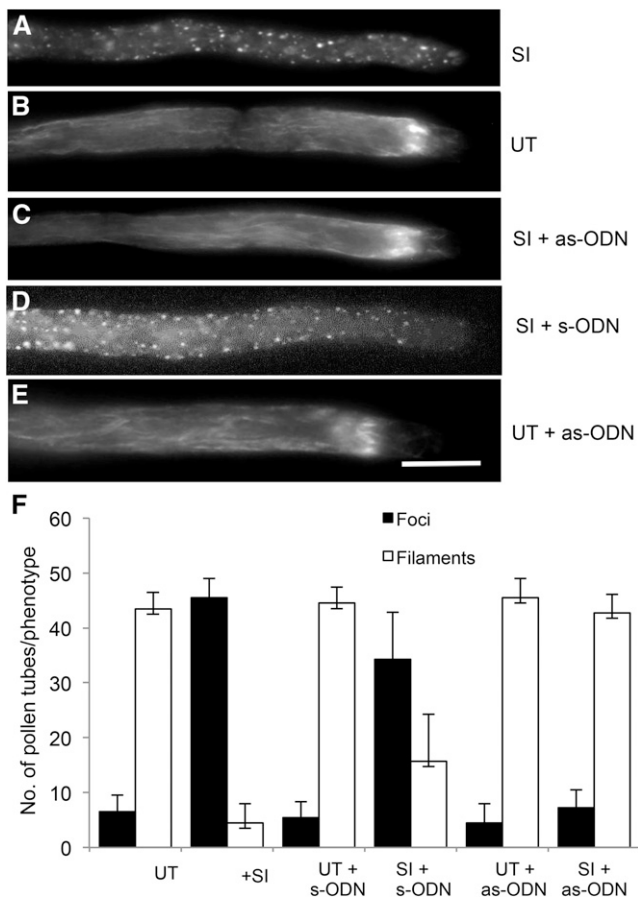 A
SI
B
UT
C
SI + as-ODN
D
SI + s-ODN
E
UT + as-ODN
F
Foci
Filaments
No. of pollen tubes/phenotype
60
50
40
30
20
10
0
UT
+SI
UT +
s-ODN
SI +
s-ODN
UT +
as-ODN
SI +
as-ODN